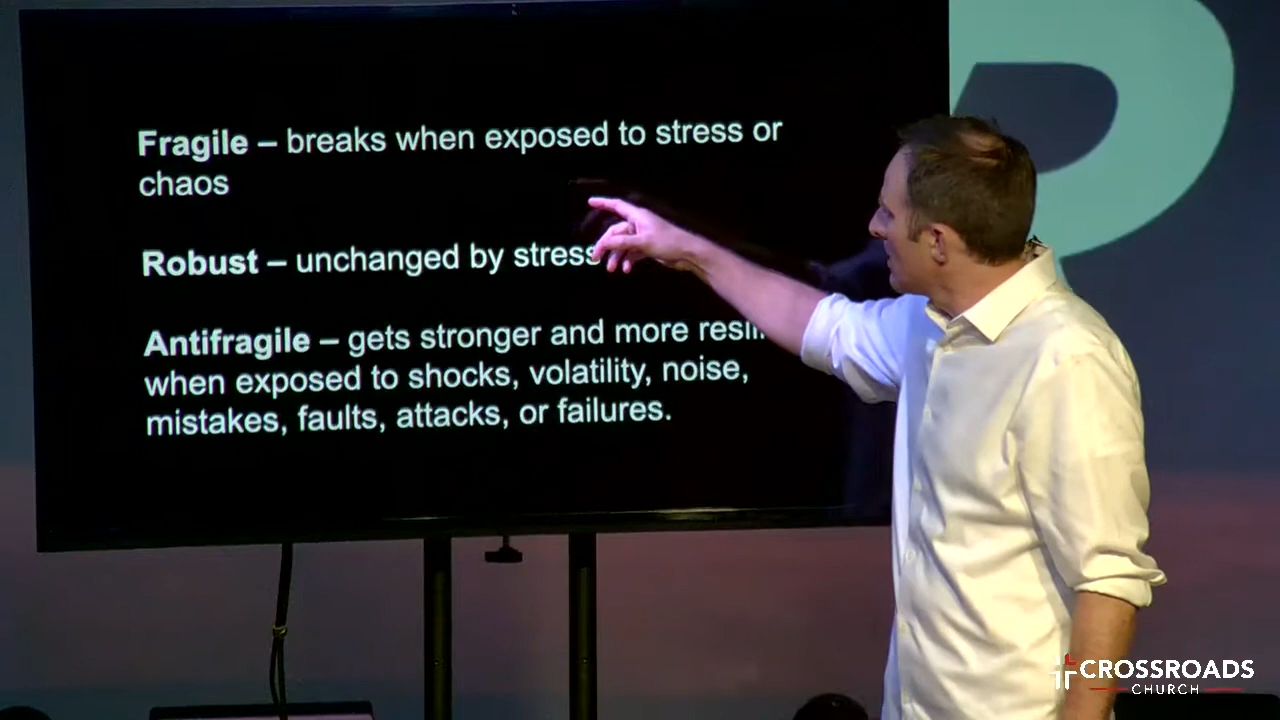 Fragile – breaks when exposed to stress or
chaos
Robust – unchanged by stress
Antifragile – gets stronger and more
when exposed to shocks, volatility, noise,
mistakes, faults, attacks, or failures.
CROSSROADS
CHURCH